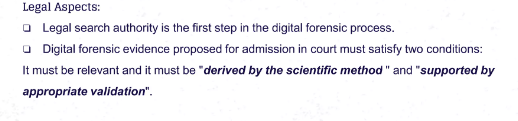 Legal Aspects:
❑ Legal search authority is the first step in the digital forensic process.
❑ Digital forensic evidence proposed for admission in court must satisfy two conditions:
It must be relevant and it must be "derived by the scientific method " and "supported by
appropriate validation".